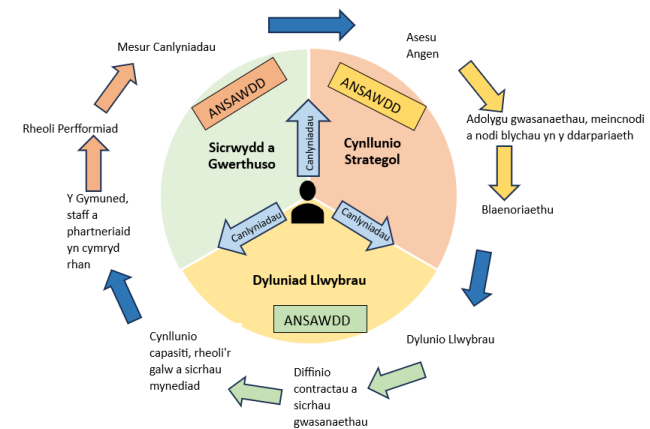 Mesur Canlyniadau
Asesu
Angen
ANSAWDD
ANSAWDD
Adolygu gwasanaethau, meincnodi
a nodi blychau yn y ddarpariaeth
Rheoli Perfformiad
Sicrwydd a
Gwerthuso
Canlyniadau
Cynllunio
Strategol
Y Gymuned,
staff a
phartneriaid
yn cymryd
rhan
Blaenoriaethu
Canlyniadau
Canlyniadau
Dyluniad Llwybrau
ANSAWDD
Cynllunio
capasiti, rheoli'r
galw a sicrhau
mynediad
Dylunio Llwybrau
Diffinio
contractau a
sicrhau
gwasanaethau